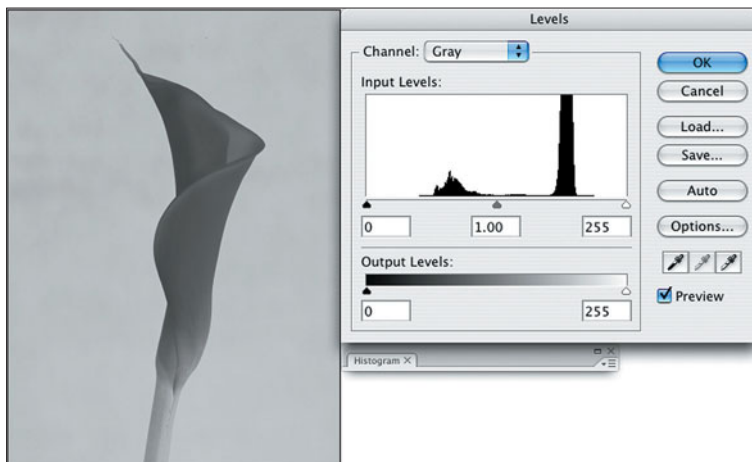 Levels
Channel: Gray
Input Levels:
0 1.00 255
Output Levels:
0 255
OK
Cancel
Load...
Save...
Auto
Options...
Preview
Histogram